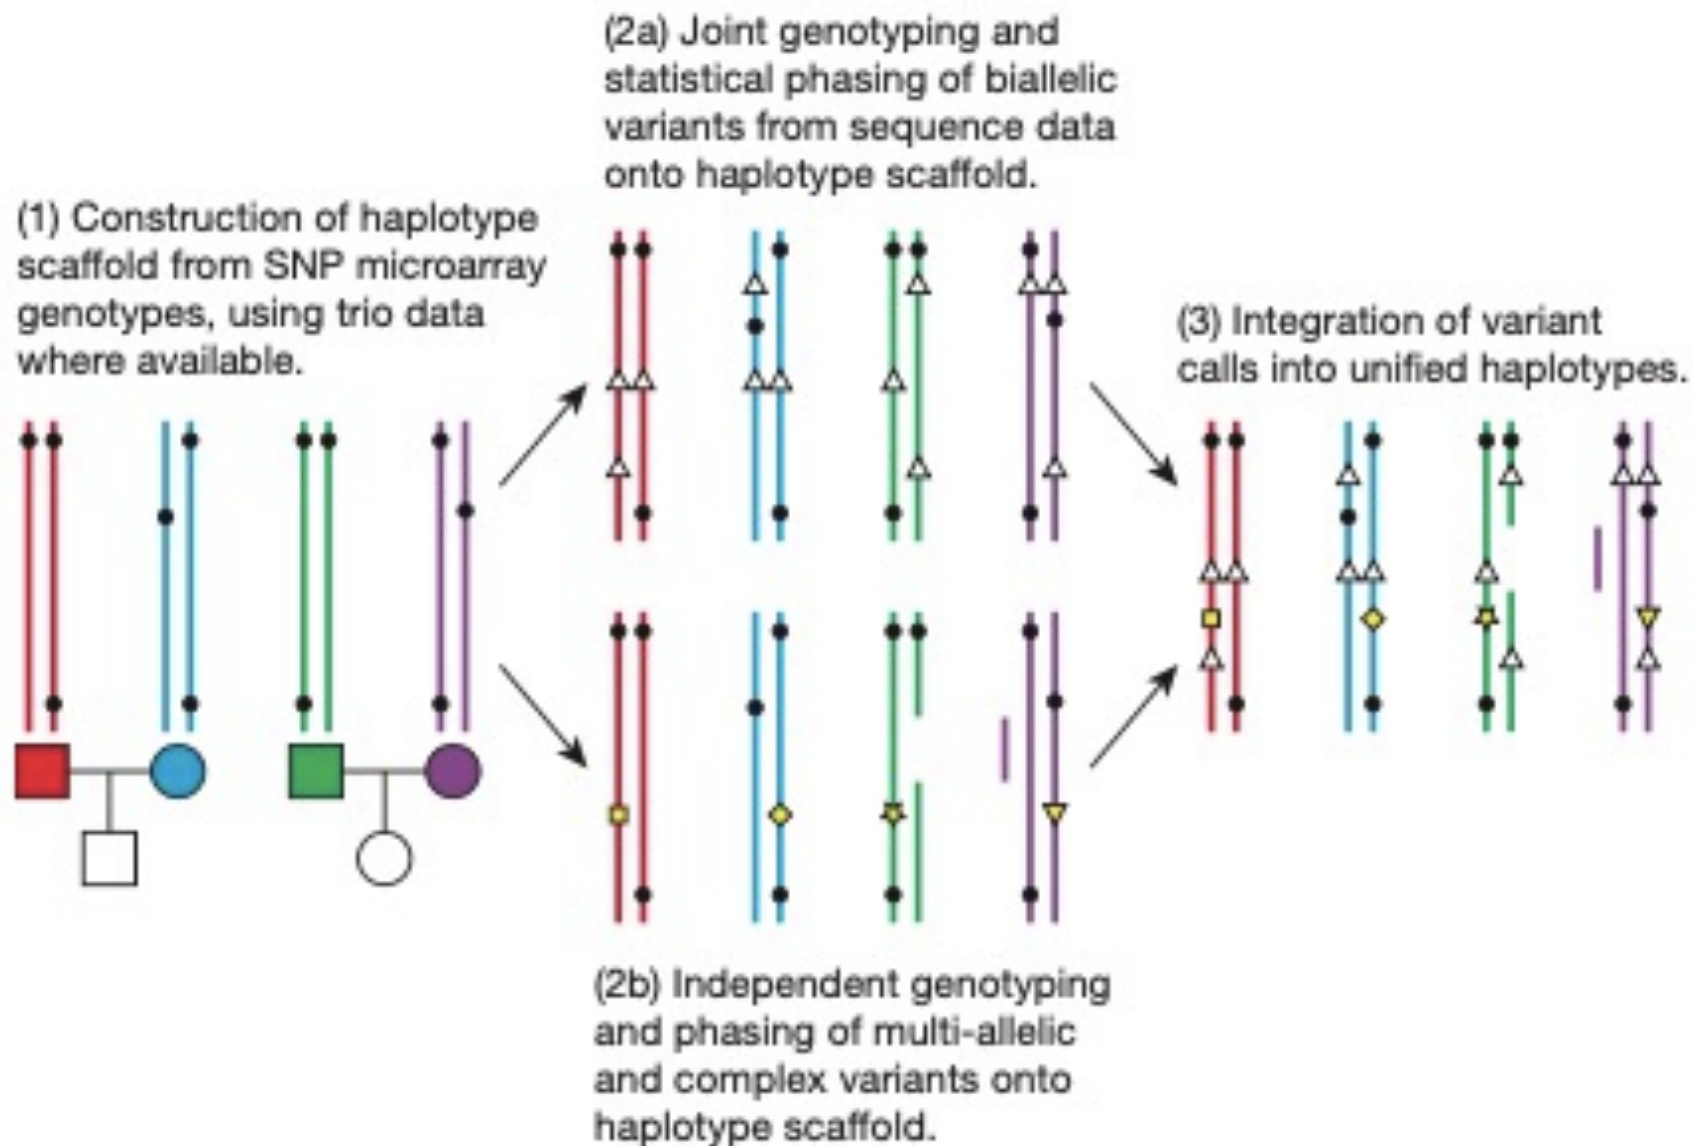 (1) Construction of haplotype
scaffold from SNP microarray
genotypes, using trio data
where available.
(2a) Joint genotyping and
statistical phasing of biallelic
variants from sequence data
onto haplotype scaffold.
(2b) Independent genotyping
and phasing of multi-allelic
and complex variants onto
haplotype scaffold.
(3) Integration of variant
calls into unified haplotypes.